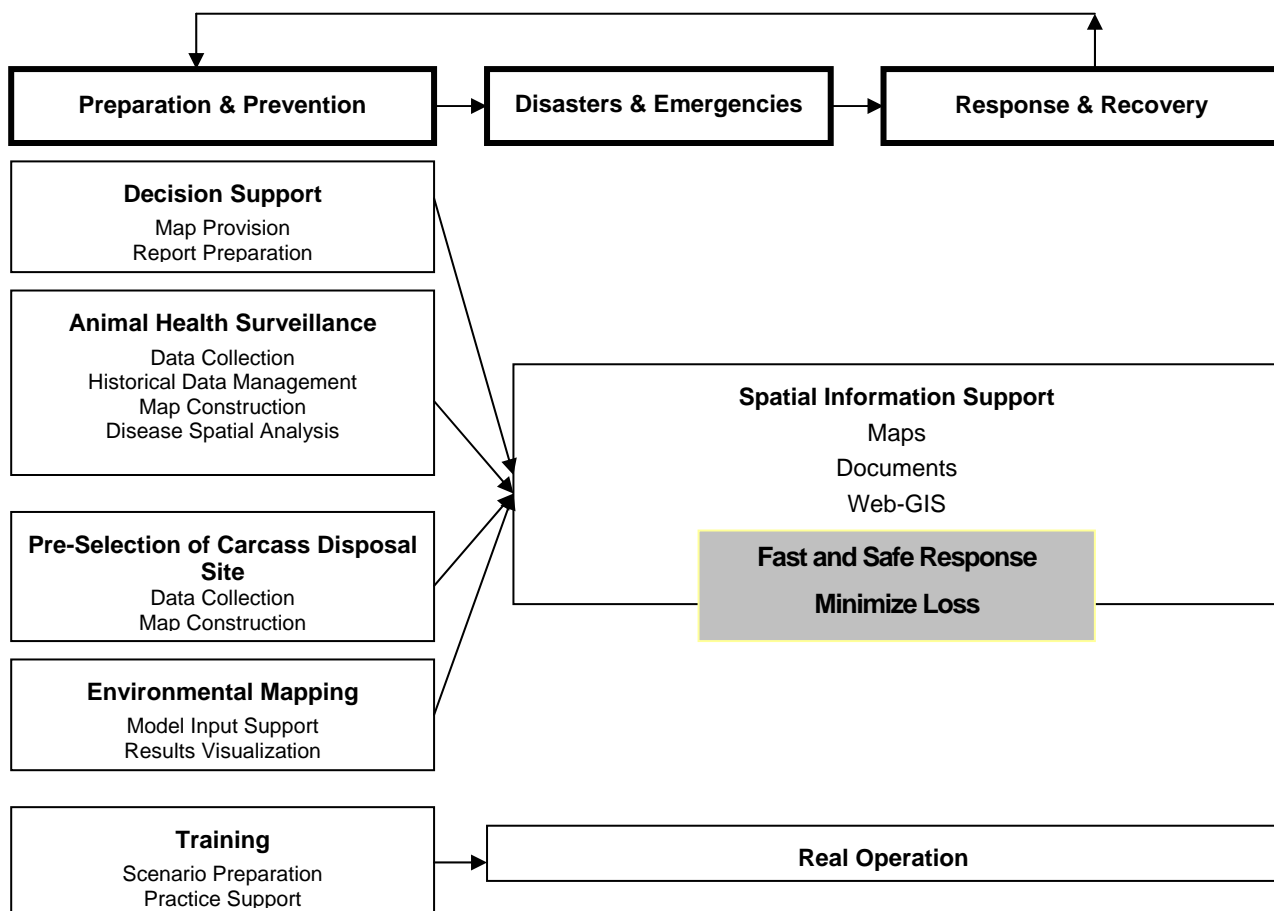 Preparation & Prevention
Disasters & Emergencies
Response & Recovery
Decision Support
Map Provision
Report Preparation
Animal Health Surveillance
Data Collection
Historical Data Management
Map Construction
Disease Spatial Analysis
Pre-Selection of Carcass Disposal
Site
Data Collection
Map Construction
Environmental Mapping
Model Input Support
Results Visualization
Training
Scenario Preparation
Practice Support
Spatial Information Support
Maps
Documents
Web-GIS
Fast and Safe Response
Minimize Loss
Real Operation